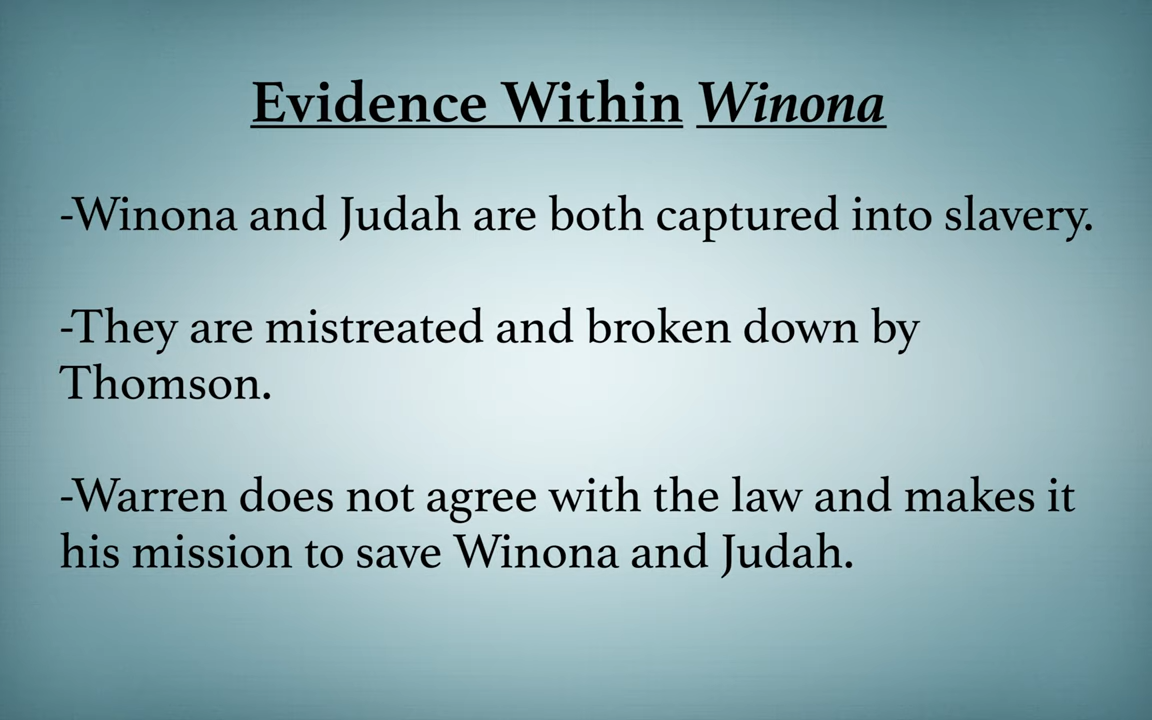 Evidence Within Winona
-Winona and Judah are both captured into slavery.
-They are mistreated and broken down by
Thomson.
-Warren does not agree with the law and makes it
his mission to save Winona and Judah.